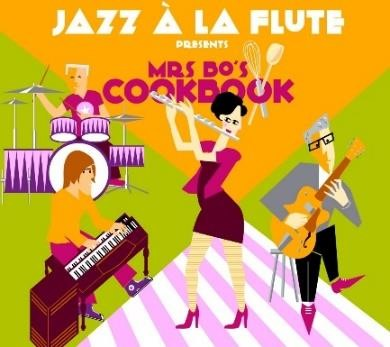 JAZZ À LA FLUTE
PRESENTS
MRS BO'S
COOKBOOK